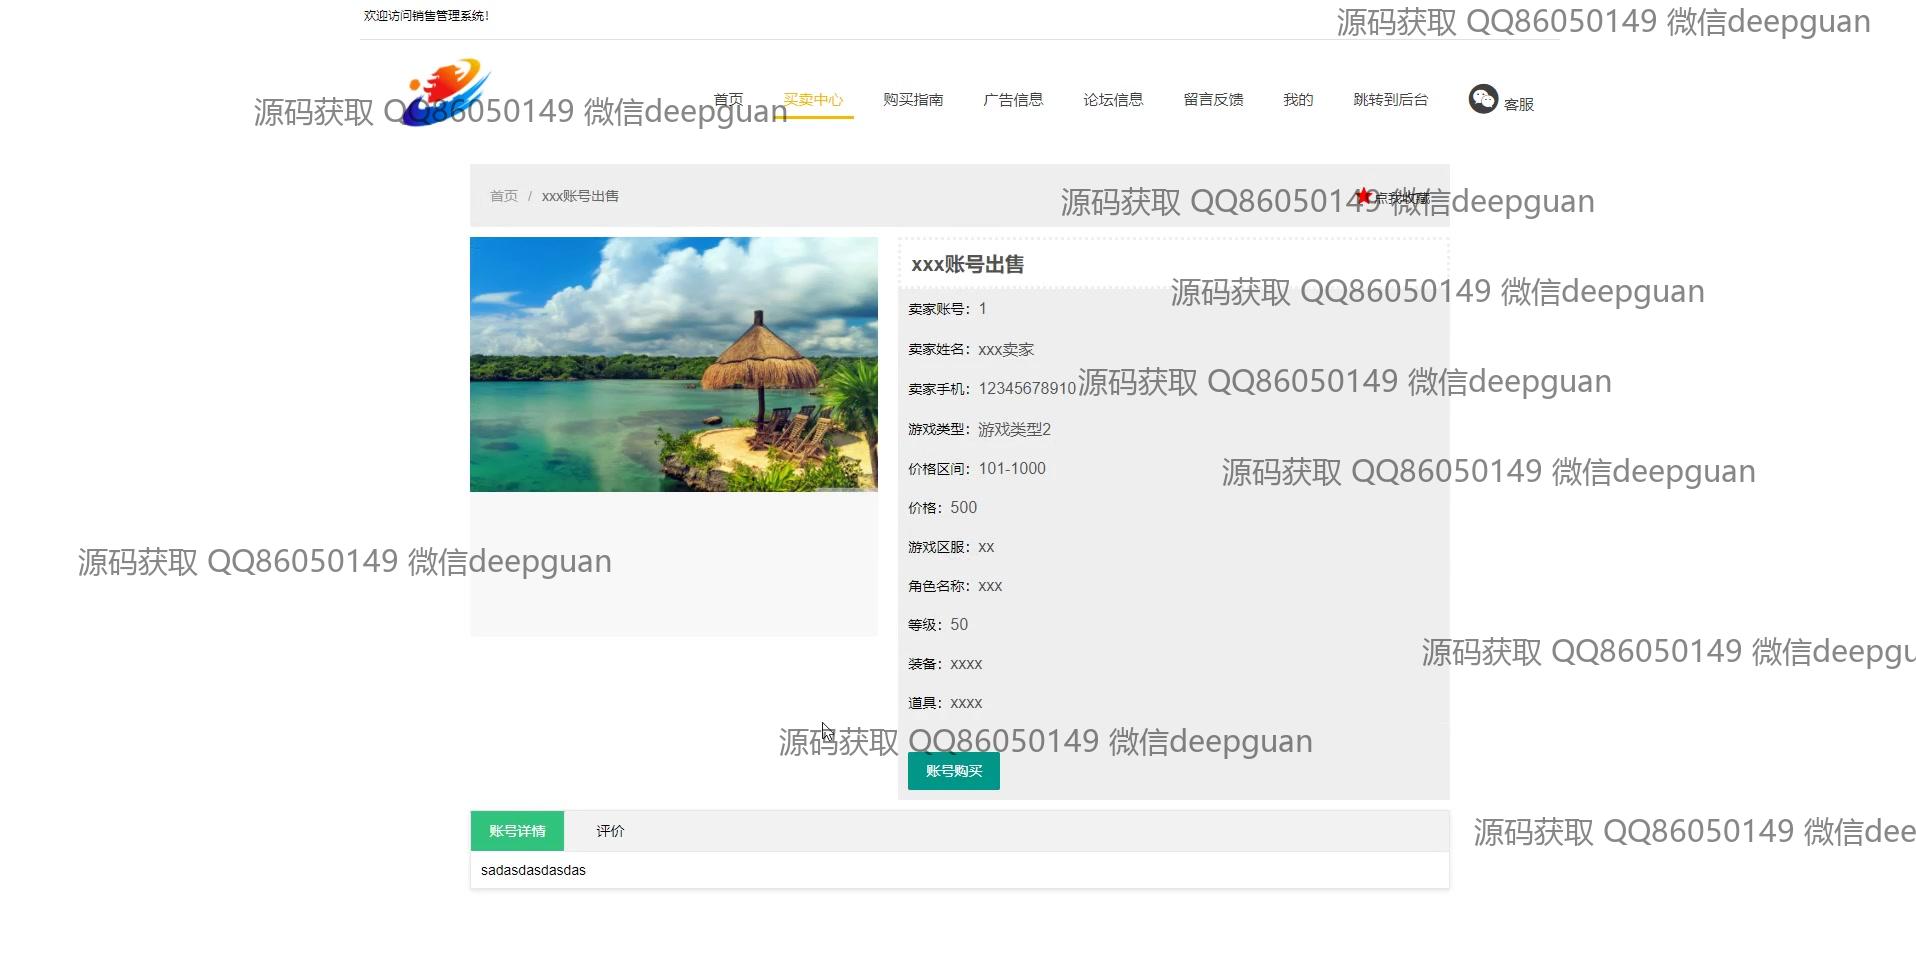 欢迎访问销售管理系统!
源码获取 QQ86050149 微信deepguan
首页 买卖中心 购买指南 广告信息 论坛信息 留言反馈 我的 跳转到后台 客服
源码获取 QQ86050149 微信deepguan
首页 / xxx账号出售
点我收藏
源码获取 QQ86050149 微信deepguan
xxx账号出售
源码获取 QQ86050149 微信deepguan
卖家账号：1
卖家姓名：xxx卖家
卖家手机：12345678910
源码获取 QQ86050149 微信deepguan
游戏类型：游戏类型2
价格区间：101-1000
源码获取 QQ86050149 微信deepguan
价格：500
游戏区服：xx
源码获取 QQ86050149 微信deepguan
角色名称：xxx
等级：50
源码获取 QQ86050149 微信deepgu
装备：xxxx
道具：xxxx
源码获取 QQ86050149 微信deepguan
账号购买
账号详情 评价
源码获取 QQ86050149 微信dee
sadasdasdasdas